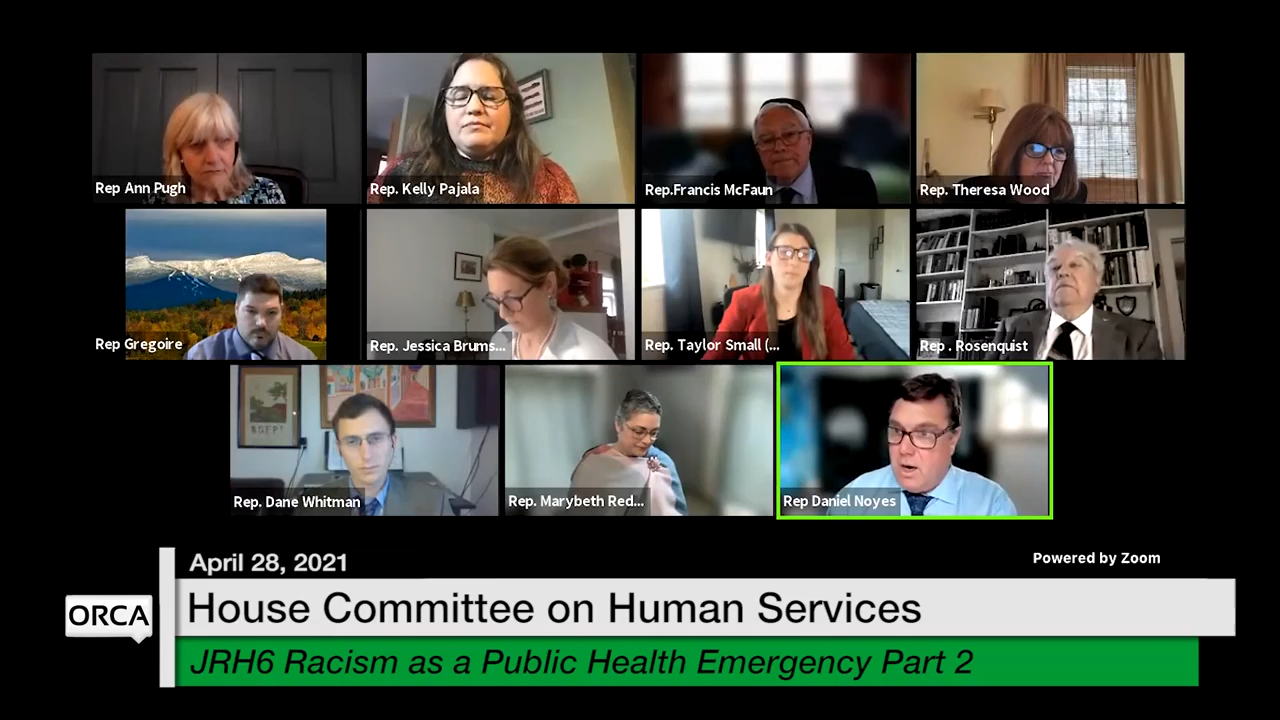 Rep Ann Pugh
Rep. Kelly Pajala
Rep.Francis McFaun
Rep. Theresa Wood
Rep Gregoire
Rep. Jessica Brums...
Rep. Taylor Small (...
Rep . Rosenquist
Rep. Dane Whitman
Rep. Marybeth Red...
Rep Daniel Noyes
April 28, 2021
Powered by Zoom
ORCA
House Committee on Human Services
JRH6 Racism as a Public Health Emergency Part 2